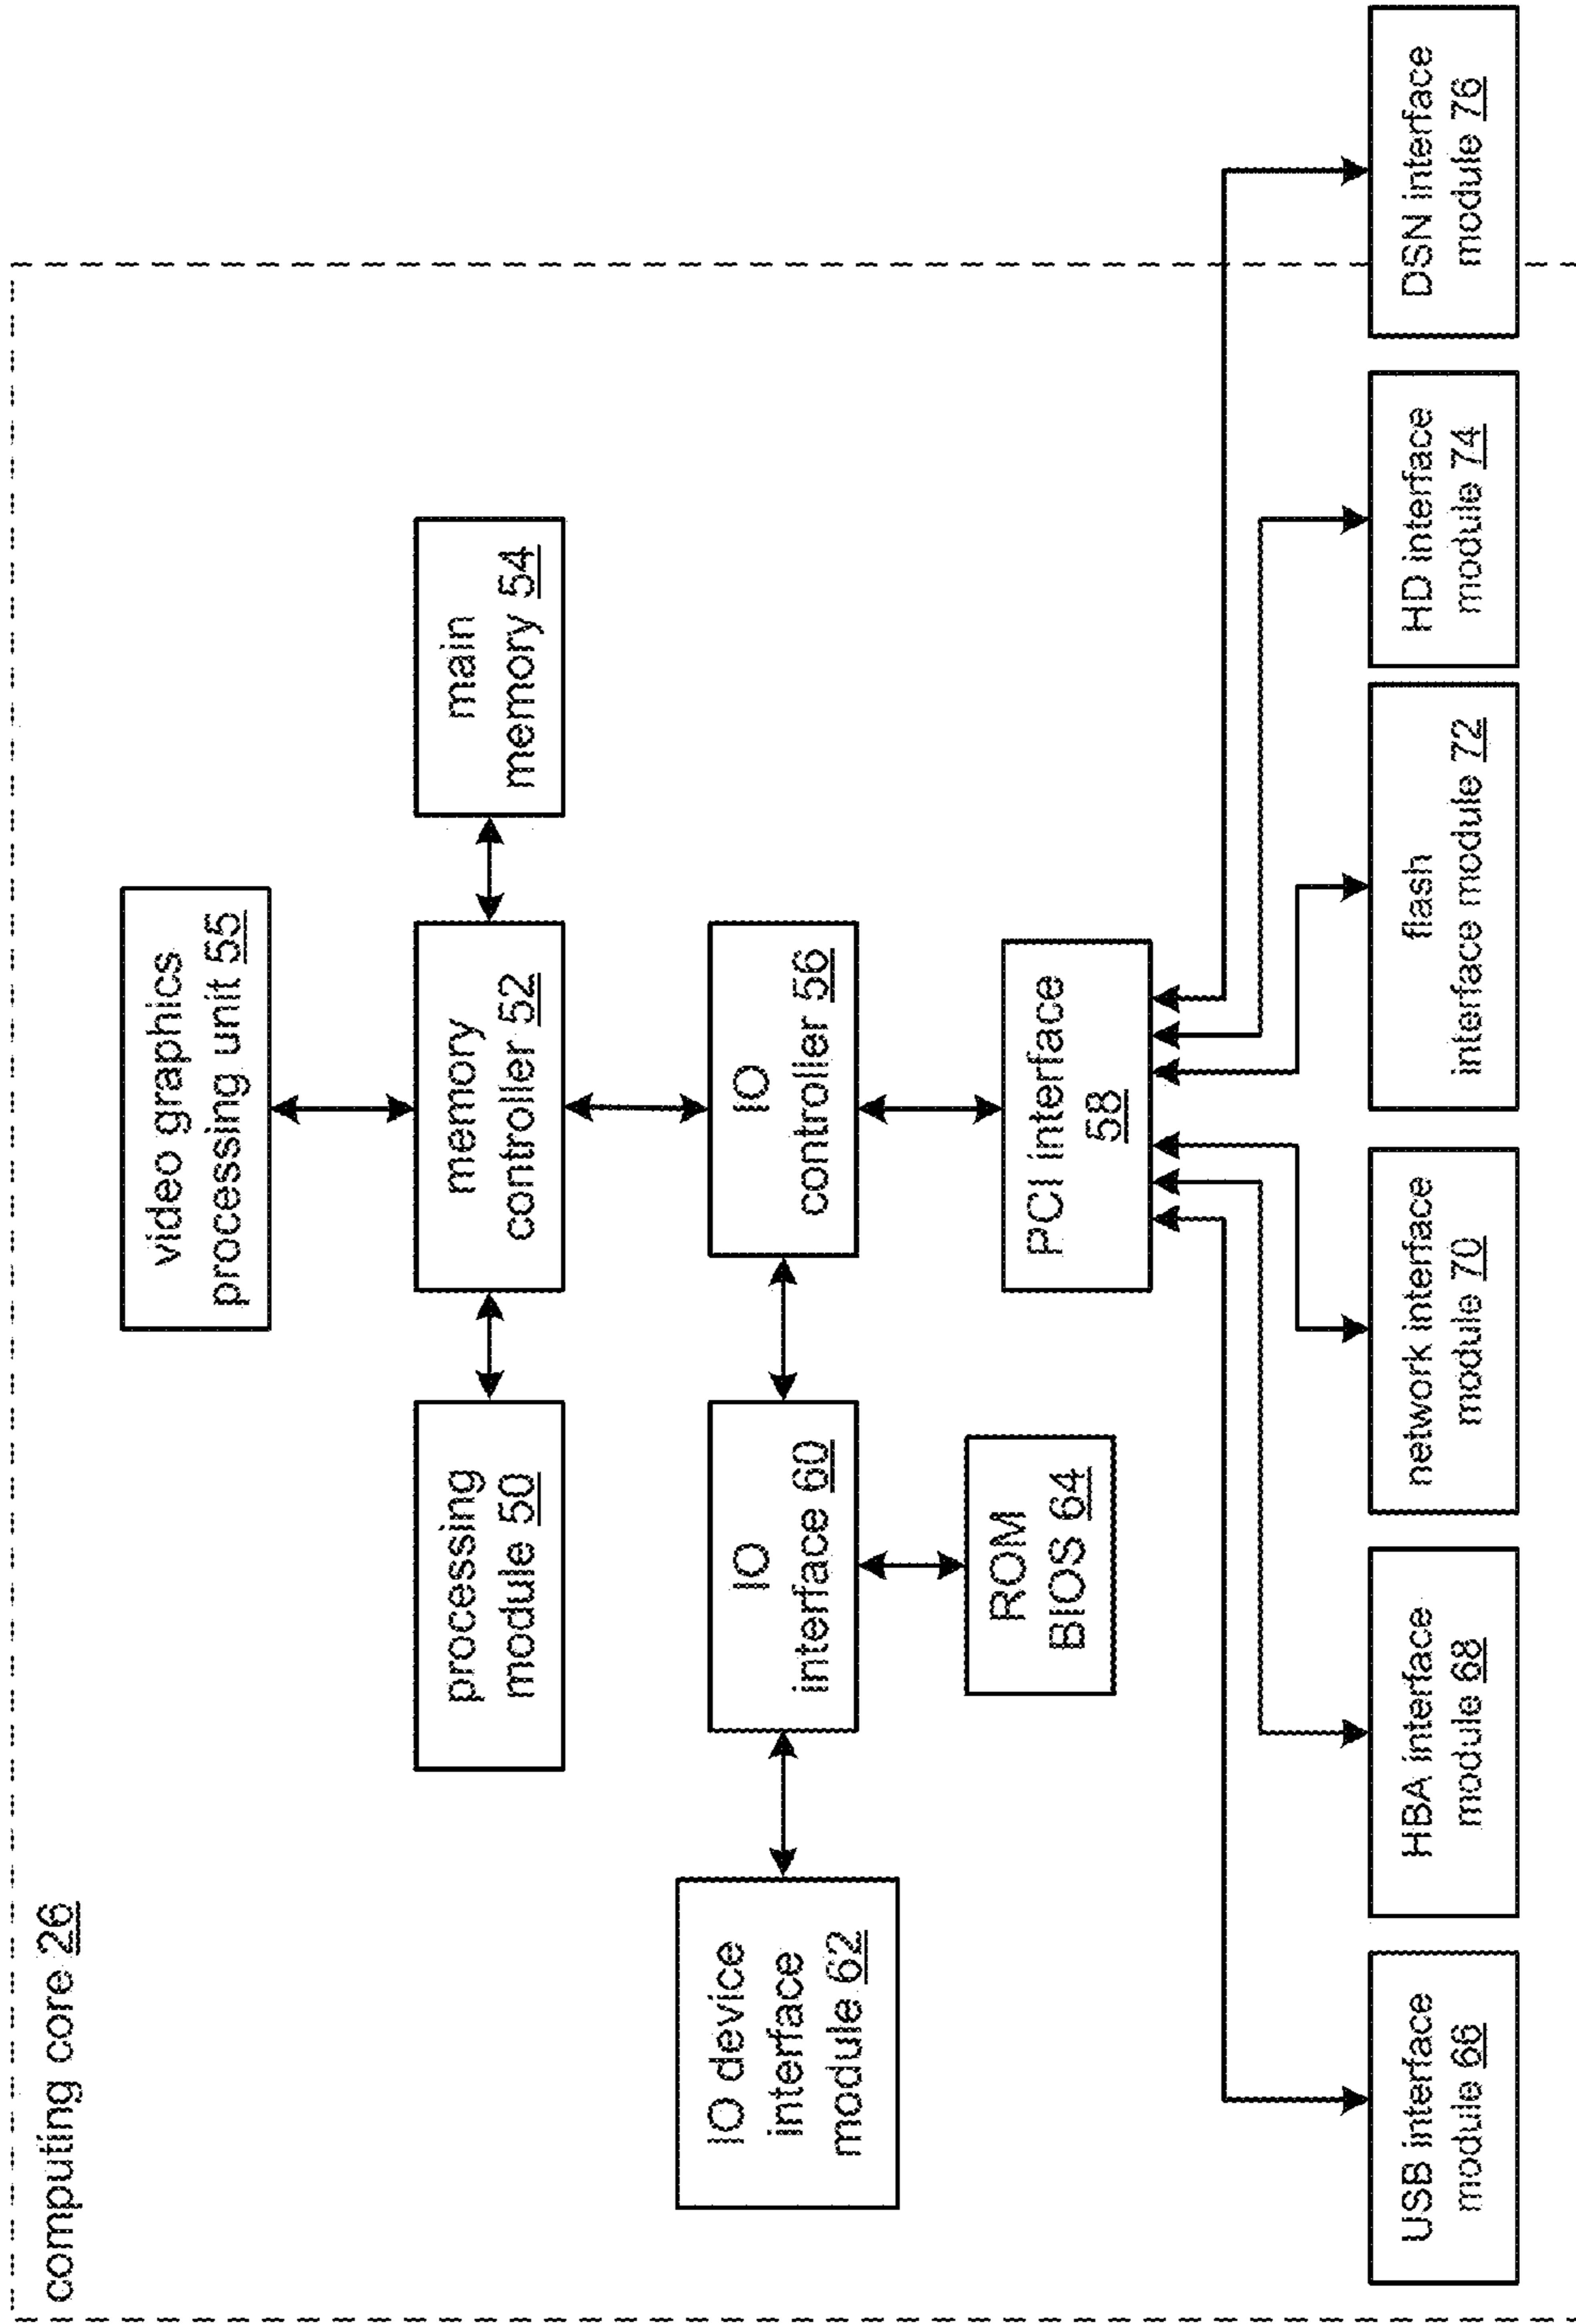 computing core 26
video graphics
processing unit 55
processing
module 50
memory
controller 52
main
memory 54
IO device
interface
module 62
IO
interface 60
IO
controller 56
ROM
BIOS 64
PCI interface
58
USB interface
module 66
HBA interface
module 68
network interface
module 70
flash
interface module 72
HD interface
module 74
DSN interface
module 76